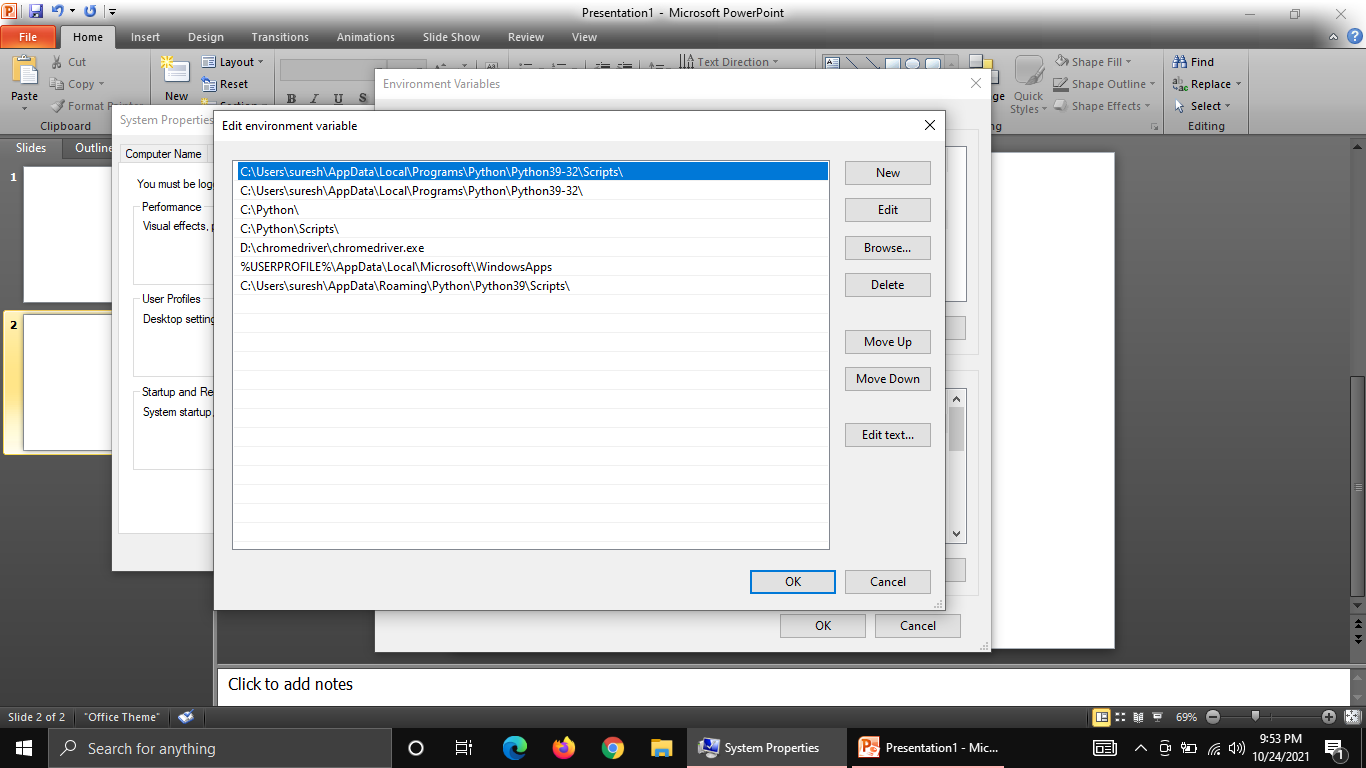 Presentation1 - Microsoft PowerPoint
File Home Insert Design Transitions Animations Slide Show Review View
Cut
Copy
Format
Paste
Clipboard
New
Layout
Reset
B I U S
Text Direction
Quick
Styles
Shape Fill
Shape Outline
Shape Effects
Find
Replace
Select
Editing
Slides Outline
1
2
System Properties
Computer Name
You must be log
Performance
Visual effects, p
User Profiles
Desktop setting
Startup and Re
System startup,
Environment Variables
Edit environment variable
C:\Users\suresh\AppData\Local\Programs\Python\Python39-32\Scripts\
C:\Users\suresh\AppData\Local\Programs\Python\Python39-32\
C:\Python\
C:\Python\Scripts\
D:\chromedriver\chromedriver.exe
%USERPROFILE%\AppData\Local\Microsoft\WindowsApps
C:\Users\suresh\AppData\Roaming\Python\Python39\Scripts\
New
Edit
Browse...
Delete
Move Up
Move Down
Edit text...
OK Cancel
OK Cancel
Click to add notes
Slide 2 of 2 "Office Theme" 69%
Search for anything
System Properties
Presentation1 - Mic...
9:53 PM
10/24/2021
1